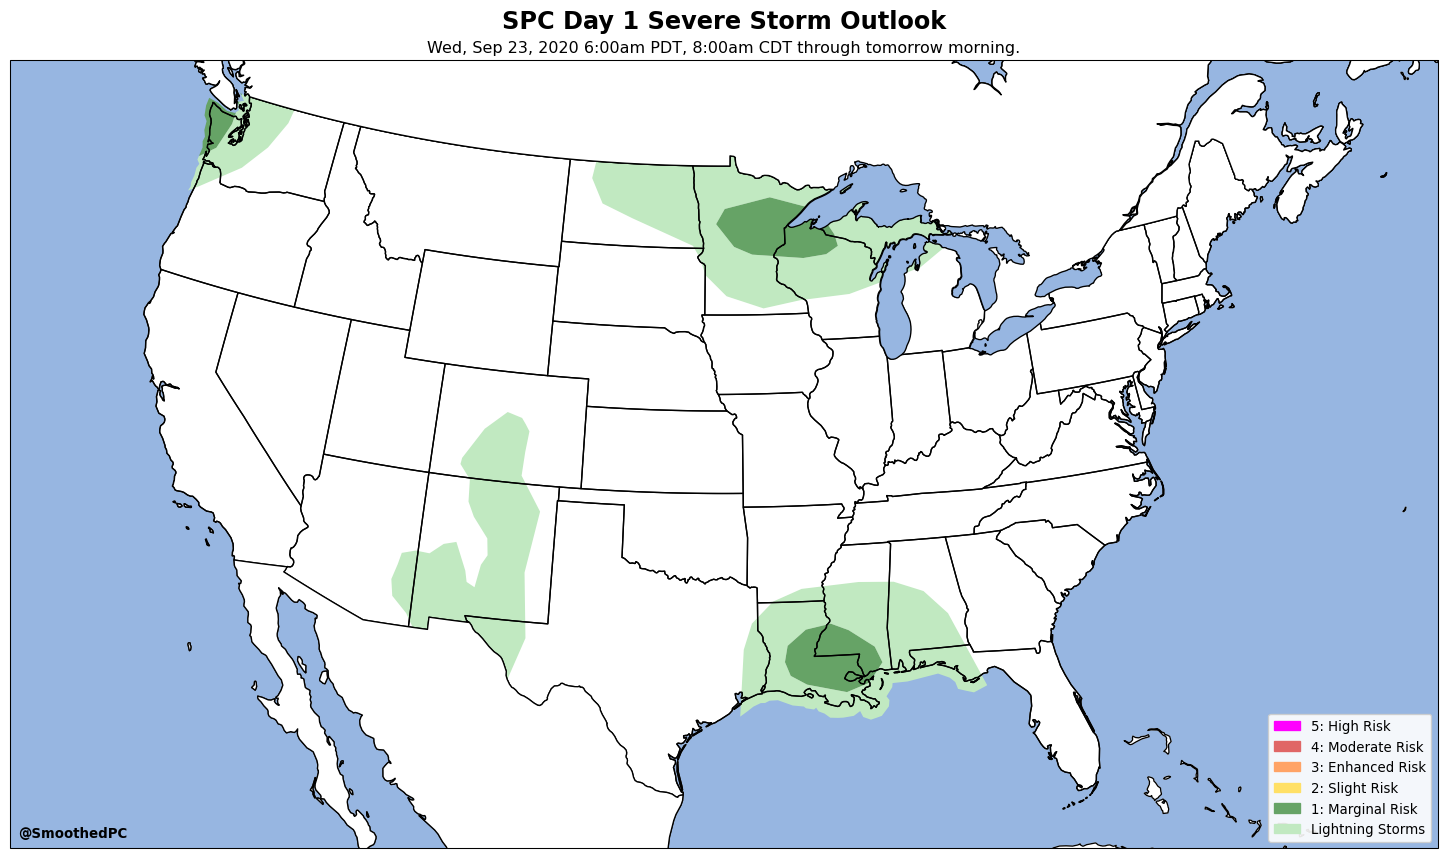 SPC Day 1 Severe Storm Outlook
Wed, Sep 23, 2020 6:00am PDT, 8:00am CDT through tomorrow morning.
5: High Risk
4: Moderate Risk
3: Enhanced Risk
2: Slight Risk
1: Marginal Risk
Lightning Storms
@SmoothedPC